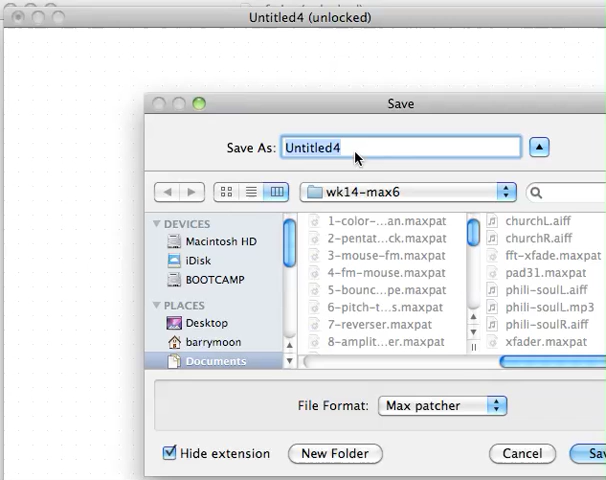 Untitled4 (unlocked)
Save
Save As: Untitled4
wk14-max6
DEVICES
Macintosh HD
iDisk
BOOTCAMP
PLACES
Desktop
barrymoon
Documents
1-color-...an.maxpat
2-pentat...ck.maxpat
3-mouse-fm.maxpat
4-fm-mouse.maxpat
5-bounc...pe.maxpat
6-pitch-t...s.maxpat
7-reverser.maxpat
8-amplit...er.maxpat
churchL.aiff
churchR.aiff
fft-xfade.maxpat
pad31.maxpat
phili-soulL.aiff
phili-soulL.mp3
phili-soulR.aiff
xfader.maxpat
File Format: Max patcher
Hide extension
New Folder
Cancel
Sav